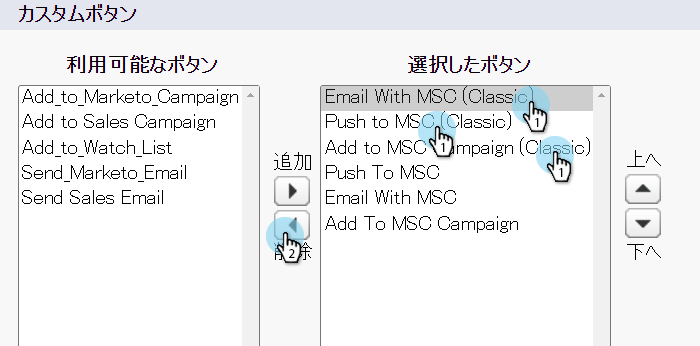 カスタムボタン
利用可能なボタン
選択したボタン
Add_to_Marketo_Campaign
Add to Sales Campaign
Add_to_Watch_List
Send_Marketo_Email
Send Sales Email
追加
2
削除
Email With MSC (Classic)
1
Push to MSC (Classic)
1
Add to MSC Campaign (Classic)
1
Push To MSC
Email With MSC
Add To MSC Campaign
上へ
下へ